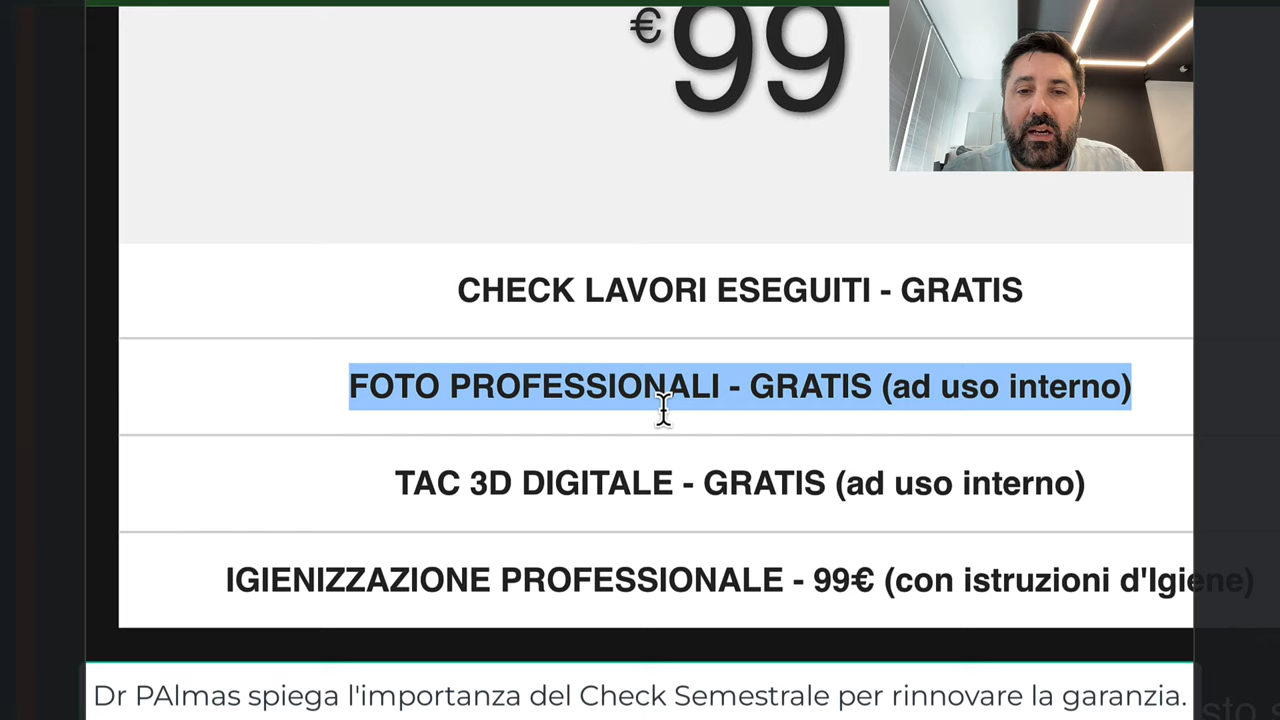 €99
CHECK LAVORI ESEGUITI - GRATIS
FOTO PROFESSIONALI - GRATIS (ad uso interno)
TAC 3D DIGITALE - GRATIS (ad uso interno)
IGIENIZZAZIONE PROFESSIONALE - 99€ (con istruzioni d'Igiene)
Dr PAlmas spiega l'importanza del Check Semestrale per rinnovare la garanzia.